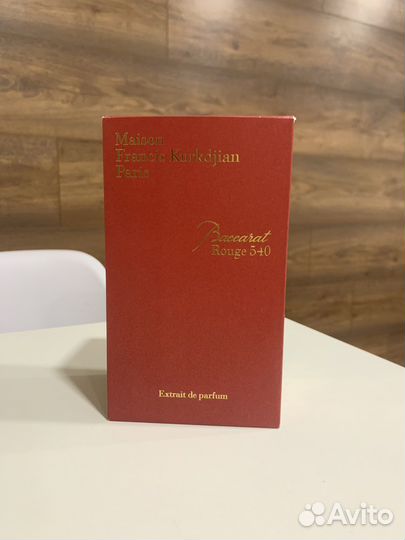 Maison
Francis Kurkdjian
Paris
Baccarat
Rouge 540
Extrait de parfum
Avito